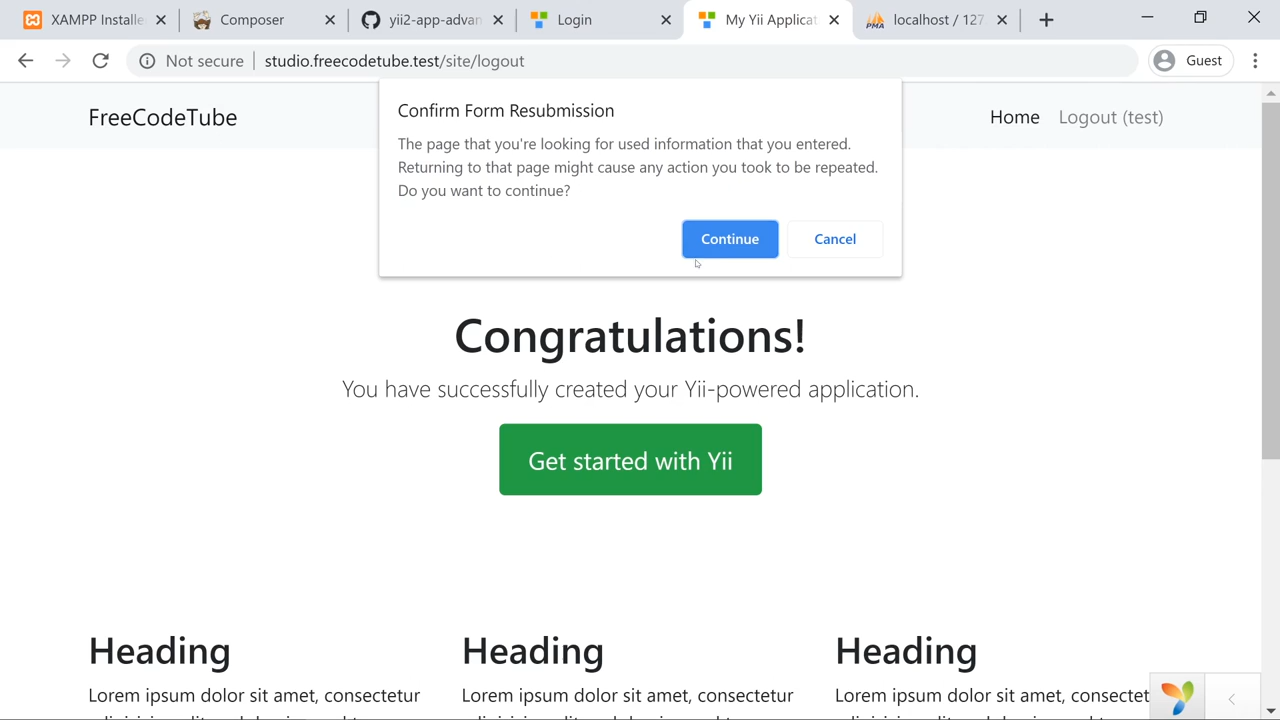 XAMPP Installe
Composer
yii2-app-advan
Login
My Yii Applicat
localhost / 127
Not secure
studio.freecodetube.test/site/logout
Guest
FreeCodeTube
Home
Logout (test)
Confirm Form Resubmission
The page that you're looking for used information that you entered.
Returning to that page might cause any action you took to be repeated.
Do you want to continue?
Continue
Cancel
Congratulations!
You have successfully created your Yii-powered application.
Get started with Yii
Heading
Heading
Heading
Lorem ipsum dolor sit amet, consectetur
Lorem ipsum dolor sit amet, consectetur
Lorem ipsum dolor sit amet, consectet